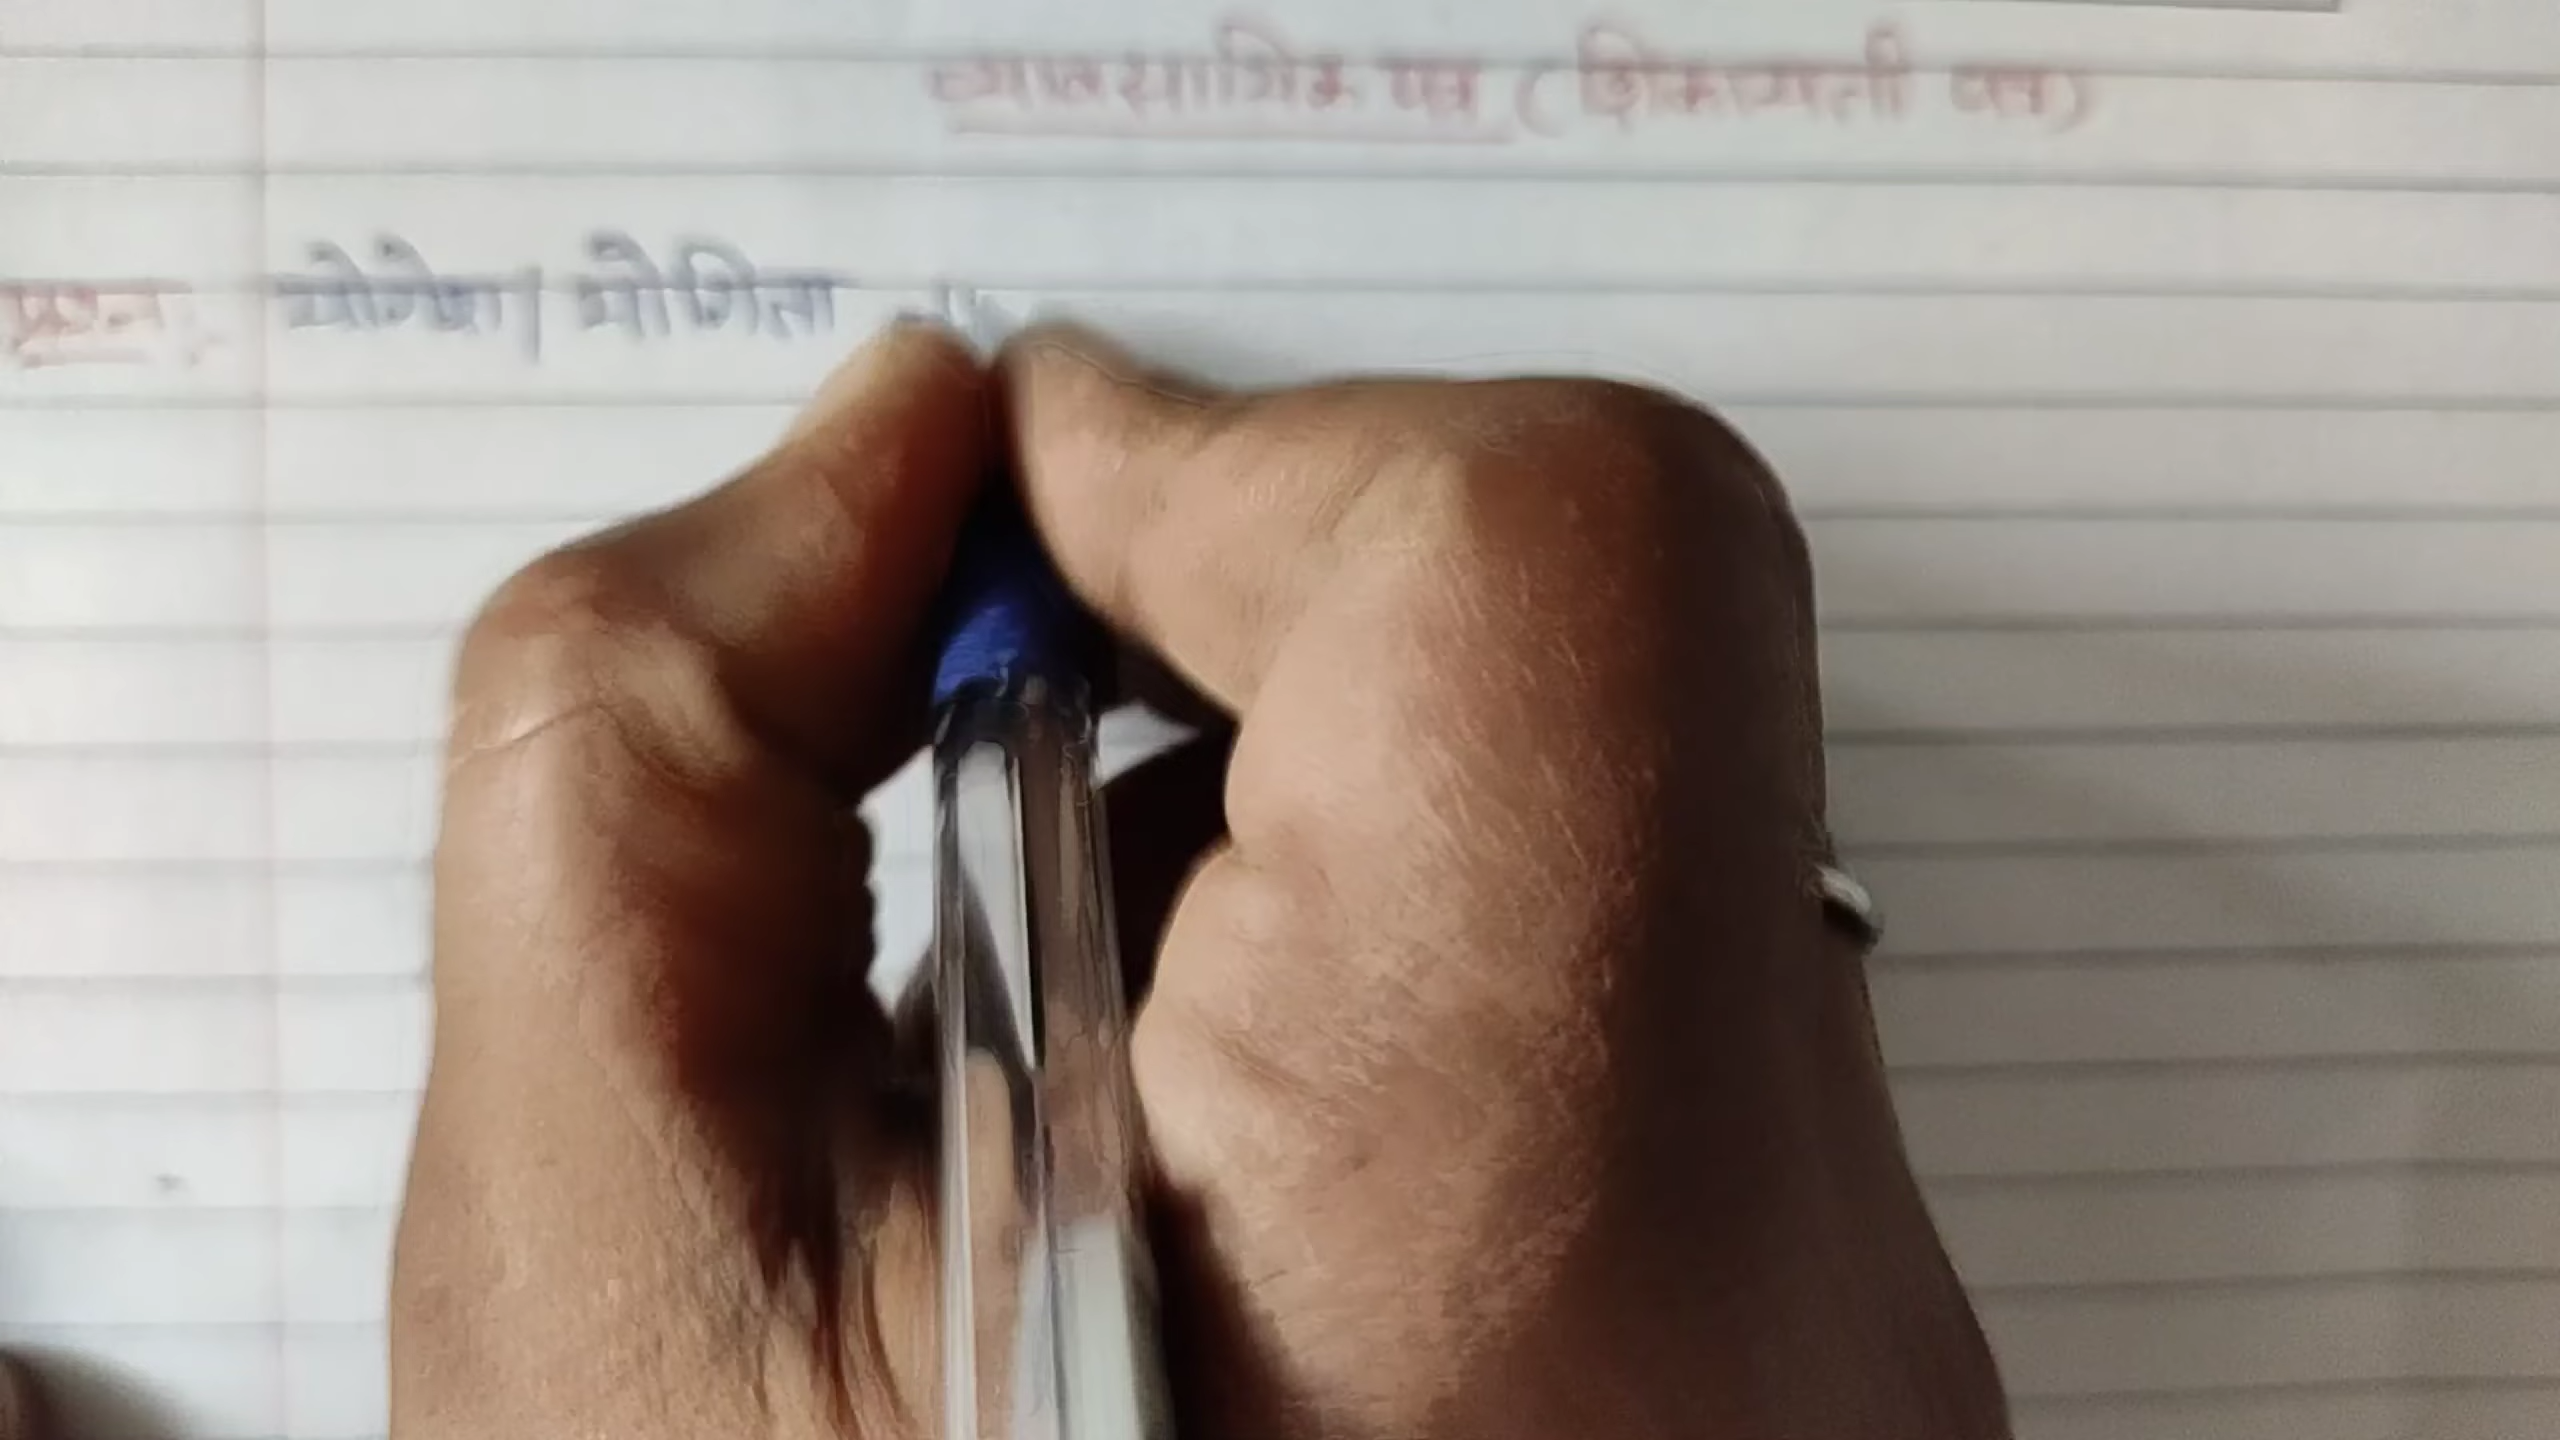 व्यावसायिक पत्र (शिकायती पत्र)
प्रश्न:- योगेश। योगिता